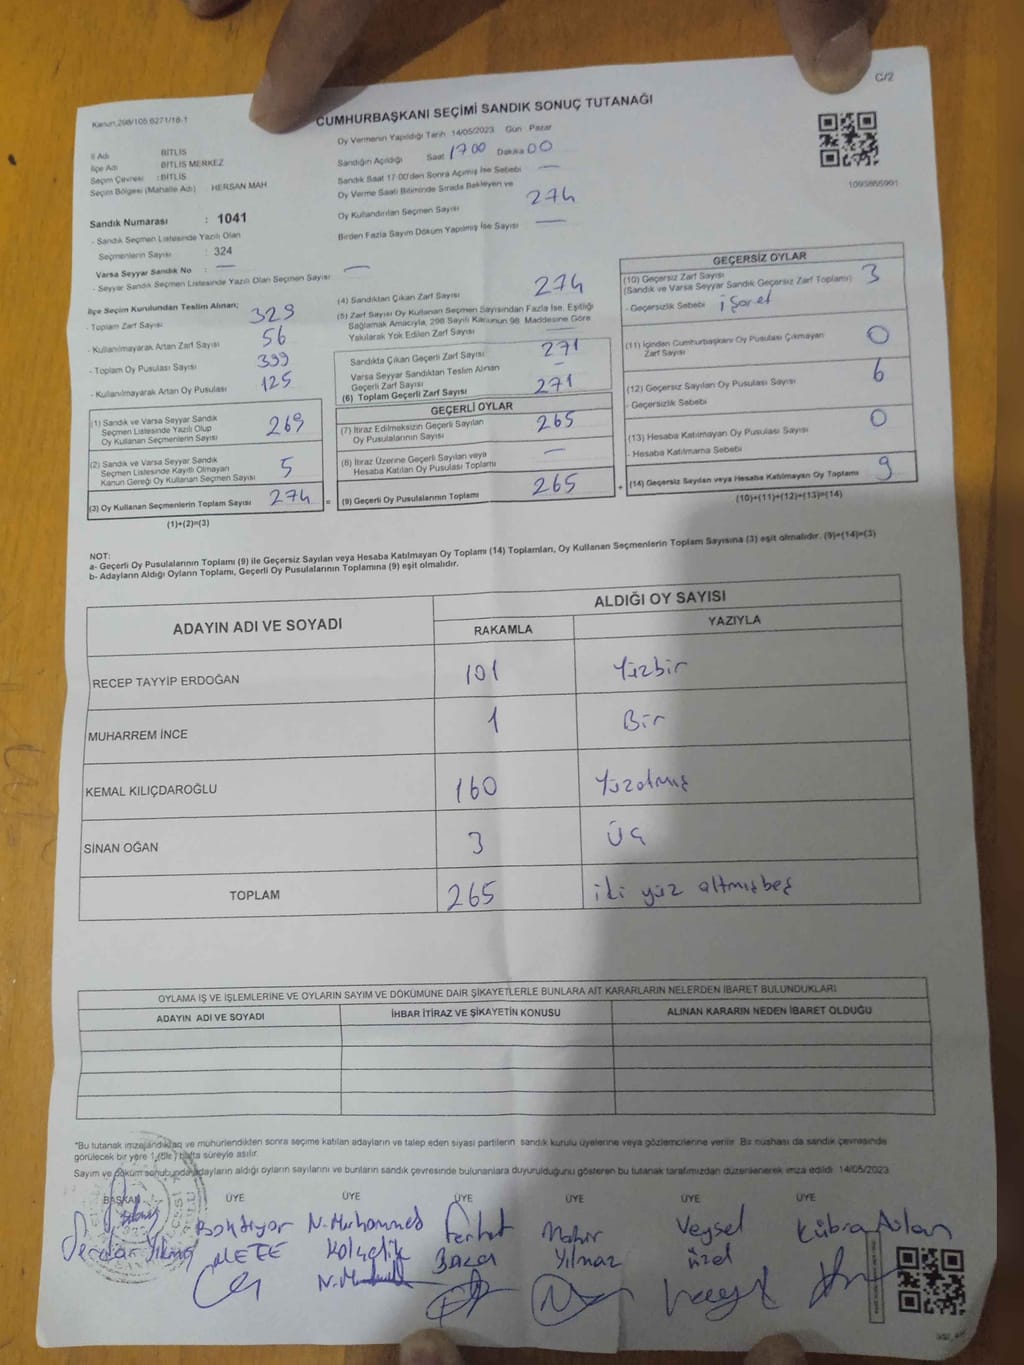 C/2
Kanun.298/105.6271/18-1
CUMHURBAŞKANI SEÇİMİ SANDIK SONUÇ TUTANAĞI
Oy Vermenin Yapıldığı Tarih 14/05/2023 Gün Pazar
İl Adı BİTLİS
İlçe Adı BİTLİS MERKEZ
Seçim Çevresi : BİTLİS
Seçim Bölgesi (Mahalle Adı) HERSAN MAH
Sandığın Açıldığı Saat 1700 Dakika 00
Sandık Saat 17:00'den Sonra Açılmış İse Sebebi —
Oy Verme Saati Bitiminde Sırada Bekleyen ve
Oy Kullandırılan Seçmen Sayısı 274
Birden Fazla Sayım Döküm Yapılmış İse Sayısı —
1093865991
Sandık Numarası : 1041
- Sandık Seçmen Listesinde Yazılı Olan
Seçmenlerin Sayısı : 324
Varsa Seyyar Sandık No : —
- Seyyar Sandık Seçmen Listesinde Yazılı Olan Seçmen Sayısı —
İlçe Seçim Kurulundan Teslim Alınan;
- Toplam Zarf Sayısı 329
- Kullanılmayarak Artan Zarf Sayısı 56
- Toplam Oy Pusulası Sayısı 399
- Kullanılmayarak Artan Oy Pusulası 125
(1) Sandık ve Varsa Seyyar Sandık
Seçmen Listesinde Yazılı Olup
Oy Kullanan Seçmenlerin Sayısı 269
(2) Sandık ve Varsa Seyyar Sandık
Seçmen Listesinde Kayıtlı Olmayan
Kanun Gereği Oy Kullanan Seçmen Sayısı 5
(3) Oy Kullanan Seçmenlerin Toplam Sayısı 274 =
(1)+(2)=(3)
(4) Sandıktan Çıkan Zarf Sayısı 274
(5) Zarf Sayısı Oy Kullanan Seçmen Sayısından Fazla İse, Eşitliği
Sağlamak Amacıyla, 298 Sayılı Kanunun 98. Maddesine Göre
Yakılarak Yok Edilen Zarf Sayısı —
Sandıkta Çıkan Geçerli Zarf Sayısı 271
Varsa Seyyar Sandıktan Teslim Alınan
Geçerli Zarf Sayısı —
(6) Toplam Geçerli Zarf Sayısı 271
GEÇERLİ OYLAR
(7) İtiraz Edilmeksizin Geçerli Sayılan
Oy Pusulasının Sayısı 265
(8) İtiraz Üzerine Geçerli Sayılan veya
Hesaba Katılan Oy Pusulası Toplamı —
(9) Geçerli Oy Pusulalarının Toplamı 265 +
GEÇERSİZ OYLAR
(10) Geçersiz Zarf Sayısı 3
(Sandık ve Varsa Seyyar Sandık Geçersiz Zarf Toplamı)
- Geçersizlik Sebebi işaret
(11) İçinden Cumhurbaşkanı Oy Pusulası Çıkmayan
Zarf Sayısı 0
(12) Geçersiz Sayılan Oy Pusulası Sayısı 6
- Geçersizlik Sebebi
(13) Hesaba Katılmayan Oy Pusulası Sayısı 0
- Hesaba Katılmama Sebebi
(14) Geçersiz Sayılan veya Hesaba Katılmayan Oy Toplamı 9
(10)+(11)+(12)+(13)=(14)
NOT:
a- Geçerli Oy Pusulalarının Toplamı (9) ile Geçersiz Sayılan veya Hesaba Katılmayan Oy Toplamı (14) Toplamları, Oy Kullanan Seçmenlerin Toplam Sayısına (3) eşit olmalıdır. (9)+(14)=(3)
b- Adayların Aldığı Oyların Toplamı, Geçerli Oy Pusulalarının Toplamına (9) eşit olmalıdır.
ADAYIN ADI VE SOYADI
ALDIĞI OY SAYISI
RAKAMLA YAZIYLA
RECEP TAYYİP ERDOĞAN 101 Yüzbir
MUHARREM İNCE 1 Bir
KEMAL KILIÇDAROĞLU 160 Yüzatmış
SİNAN OĞAN 3 Üç
TOPLAM 265 iki yüz altmışbeş
OYLAMA İŞ VE İŞLEMLERİNE VE OYLARIN SAYIM VE DÖKÜMÜNE DAİR ŞİKAYETLERLE BUNLARA AİT KARARLARIN NELERDEN İBARET BULUNDUKLARI
ADAYIN ADI VE SOYADI İHBAR İTİRAZ VE ŞİKAYETİN KONUSU ALINAN KARARIN NEDEN İBARET OLDUĞU
*Bu tutanak imzalandıktan ve mühürlendikten sonra seçime katılan adayların ve talep eden siyasi partilerin sandık kurulu üyelerine veya gözlemcilerine verilir. Bir nüshası da sandık çevresinde
görülecek bir yere 1 (bir) hafta süreyle asılır.
Sayım ve döküm sonucunda adayların aldığı oyların sayılarını ve bunların sandık çevresinde bulunanlara duyurulduğunu gösteren bu tutanak tarafımızdan düzenlenerek imza edildi. 14/05/2023
BAŞKAN ÜYE ÜYE ÜYE ÜYE ÜYE ÜYE
Serdar Yılmaz
METE
N. Muhammed
Ferhat
Mahir Yılmaz
Veysel
Kübra Aslan